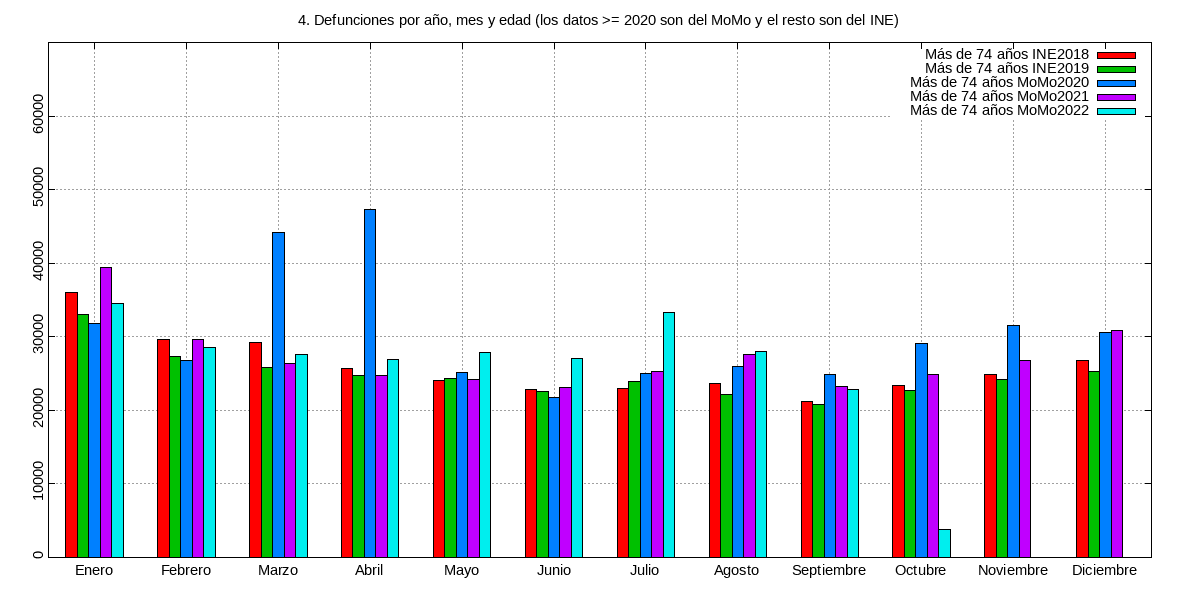 4. Defunciones por año, mes y edad (los datos >= 2020 son del MoMo y el resto son del INE)
Más de 74 años INE2018
Más de 74 años INE2019
Más de 74 años MoMo2020
Más de 74 años MoMo2021
Más de 74 años MoMo2022
60000
50000
40000
30000
20000
10000
0
Enero Febrero Marzo Abril Mayo Junio Julio Agosto Septiembre Octubre Noviembre Diciembre